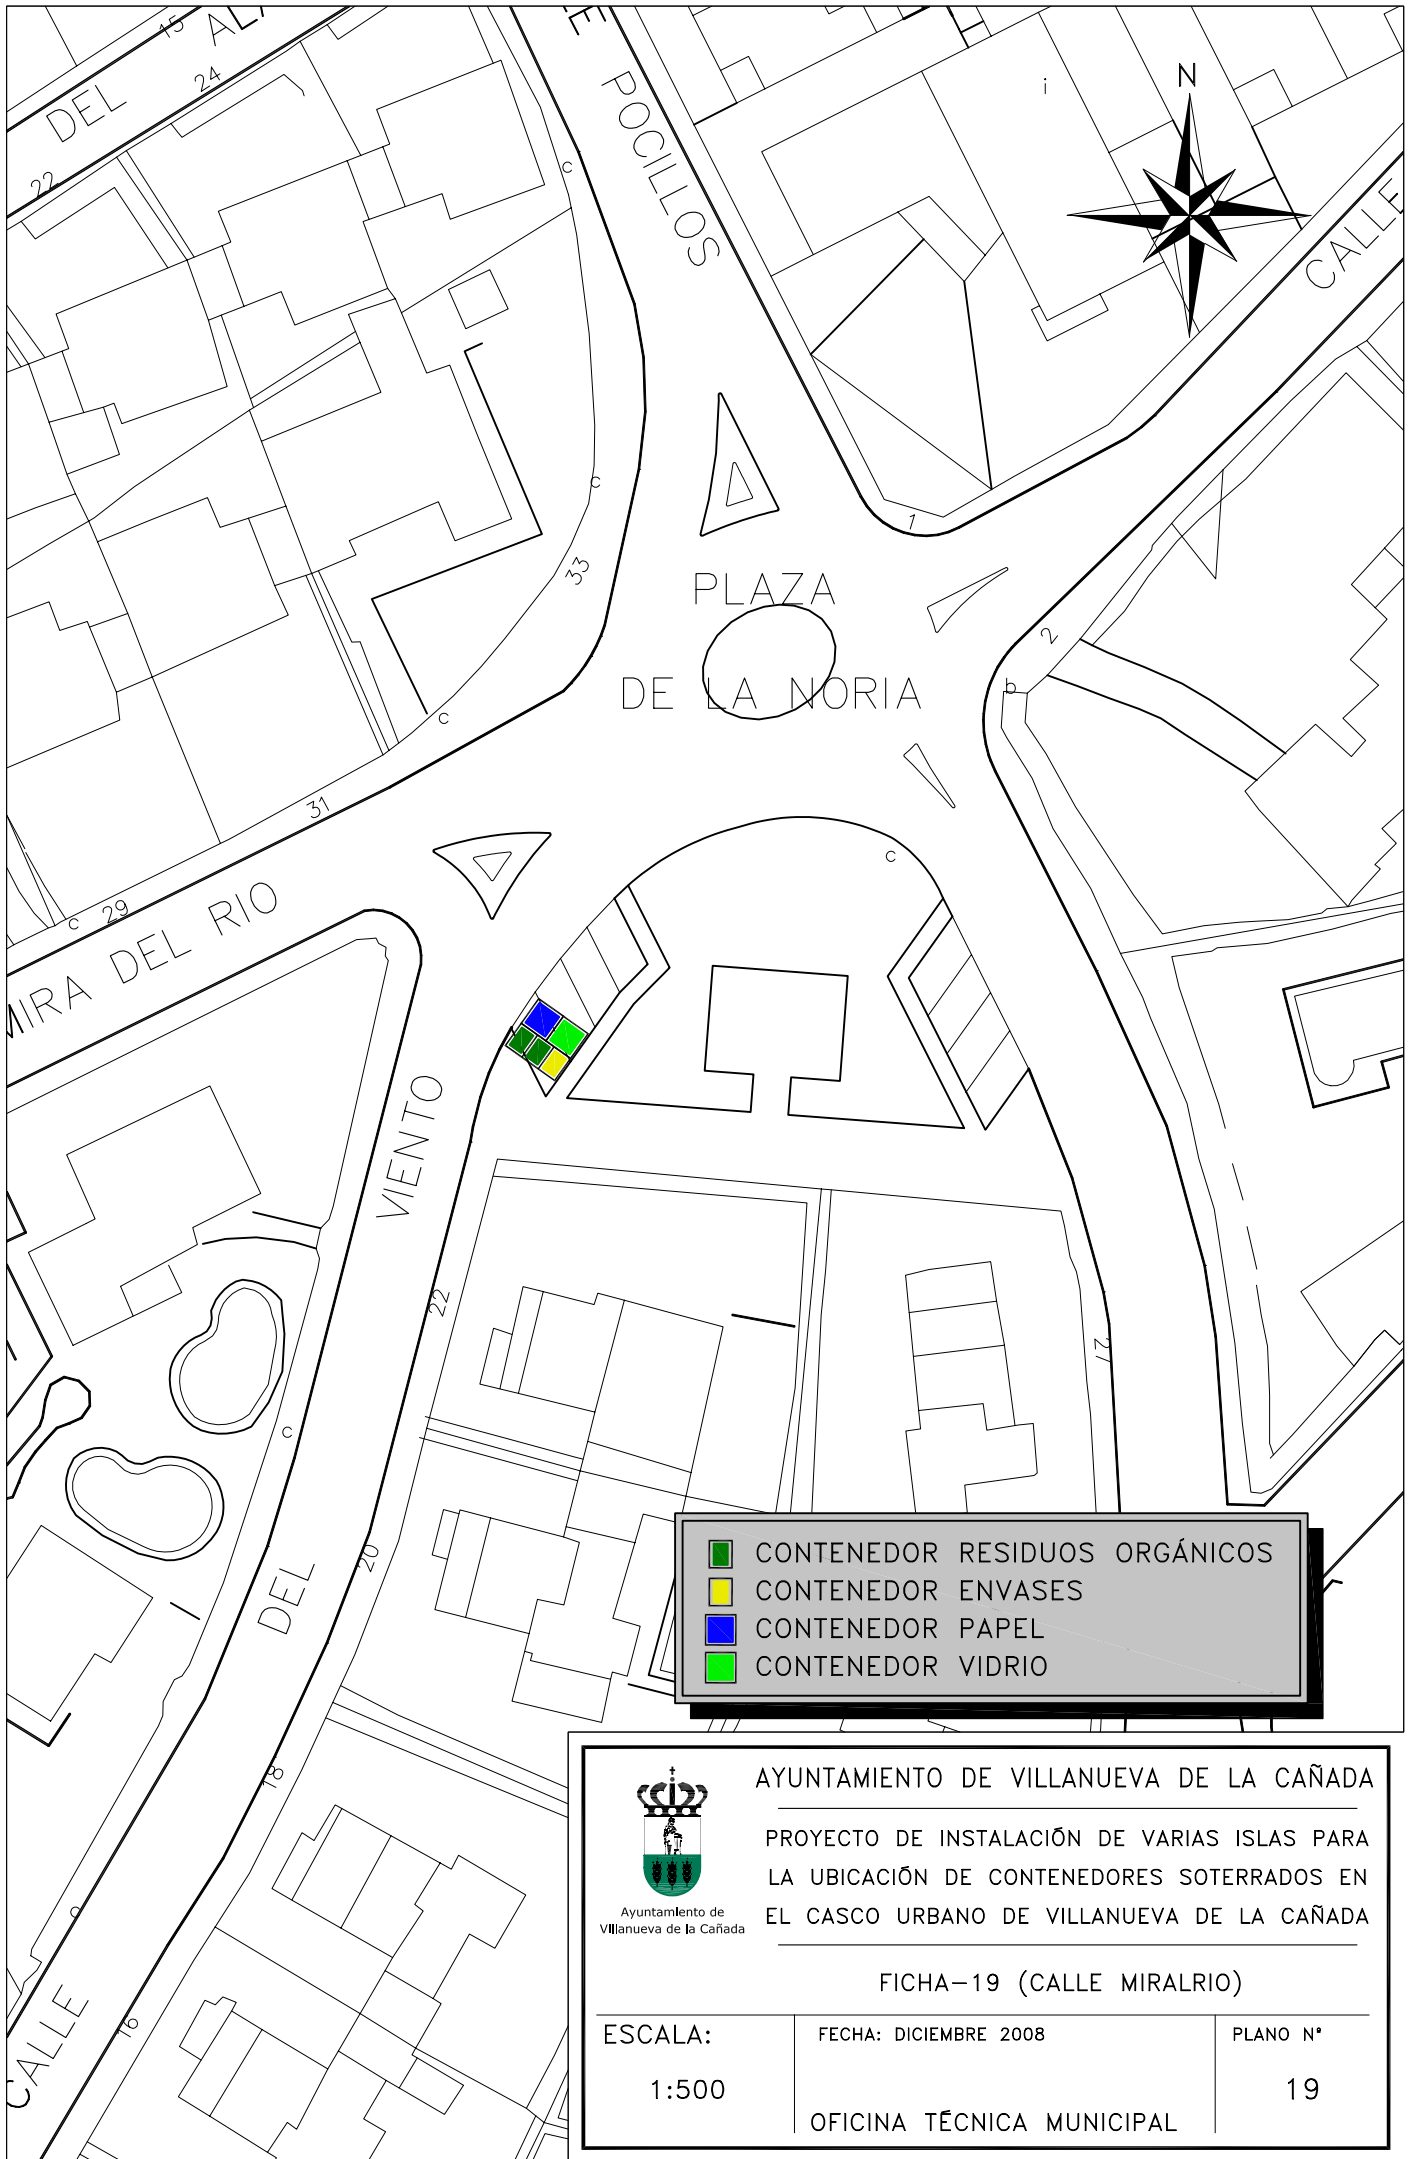 15
24
DEL
22
POCILLOS
i
N
CALLE
c
c
1
33
PLAZA
2
b
DE LA NORIA
c
31
c
c
29
MIRA DEL RIO
VIENTO
22
c
20
DEL
CONTENEDOR RESIDUOS ORGÁNICOS
CONTENEDOR ENVASES
CONTENEDOR PAPEL
CONTENEDOR VIDRIO
18
c
16
CALLE
AYUNTAMIENTO DE VILLANUEVA DE LA CAÑADA
PROYECTO DE INSTALACIÓN DE VARIAS ISLAS PARA
LA UBICACIÓN DE CONTENEDORES SOTERRADOS EN
EL CASCO URBANO DE VILLANUEVA DE LA CAÑADA
Ayuntamiento de
Villanueva de la Cañada
FICHA-19 (CALLE MIRALRIO)
ESCALA:
1:500
FECHA: DICIEMBRE 2008
OFICINA TÉCNICA MUNICIPAL
PLANO Nº
19